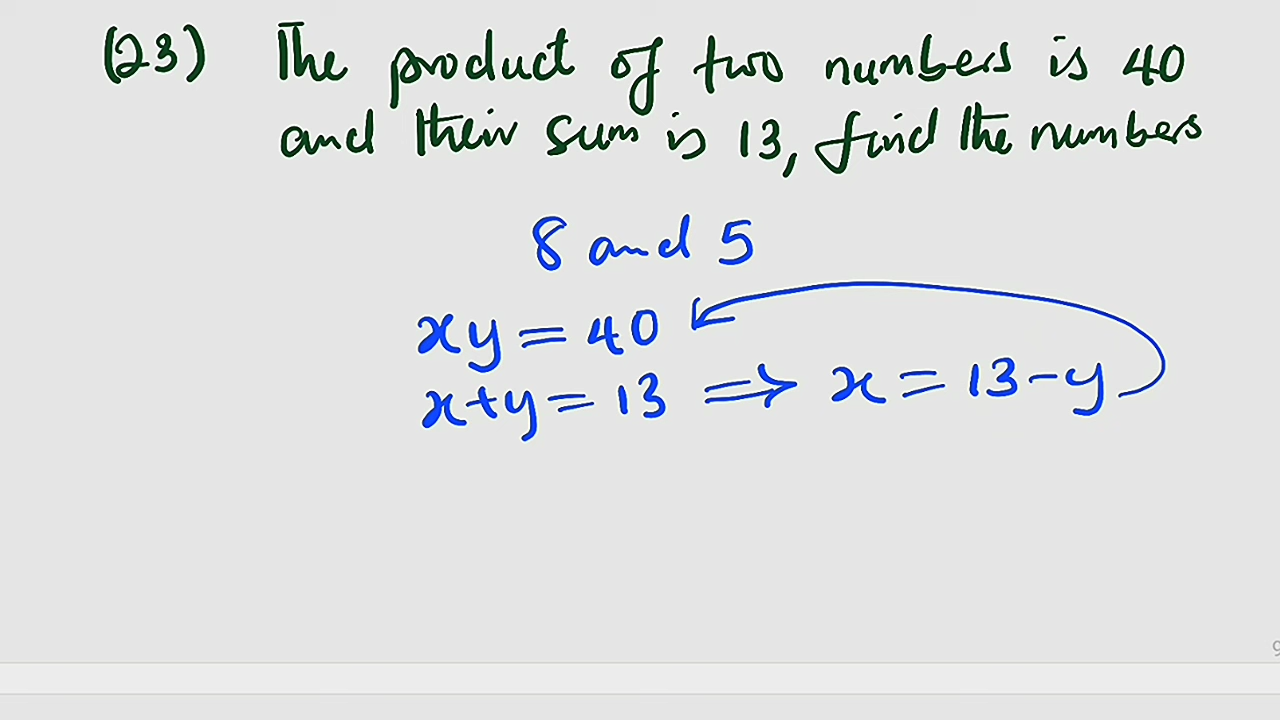 (23) The product of two numbers is 40
and their sum is 13, find the numbers
8 and 5
xy = 40
x+y = 13 ⟹ x = 13-y
9